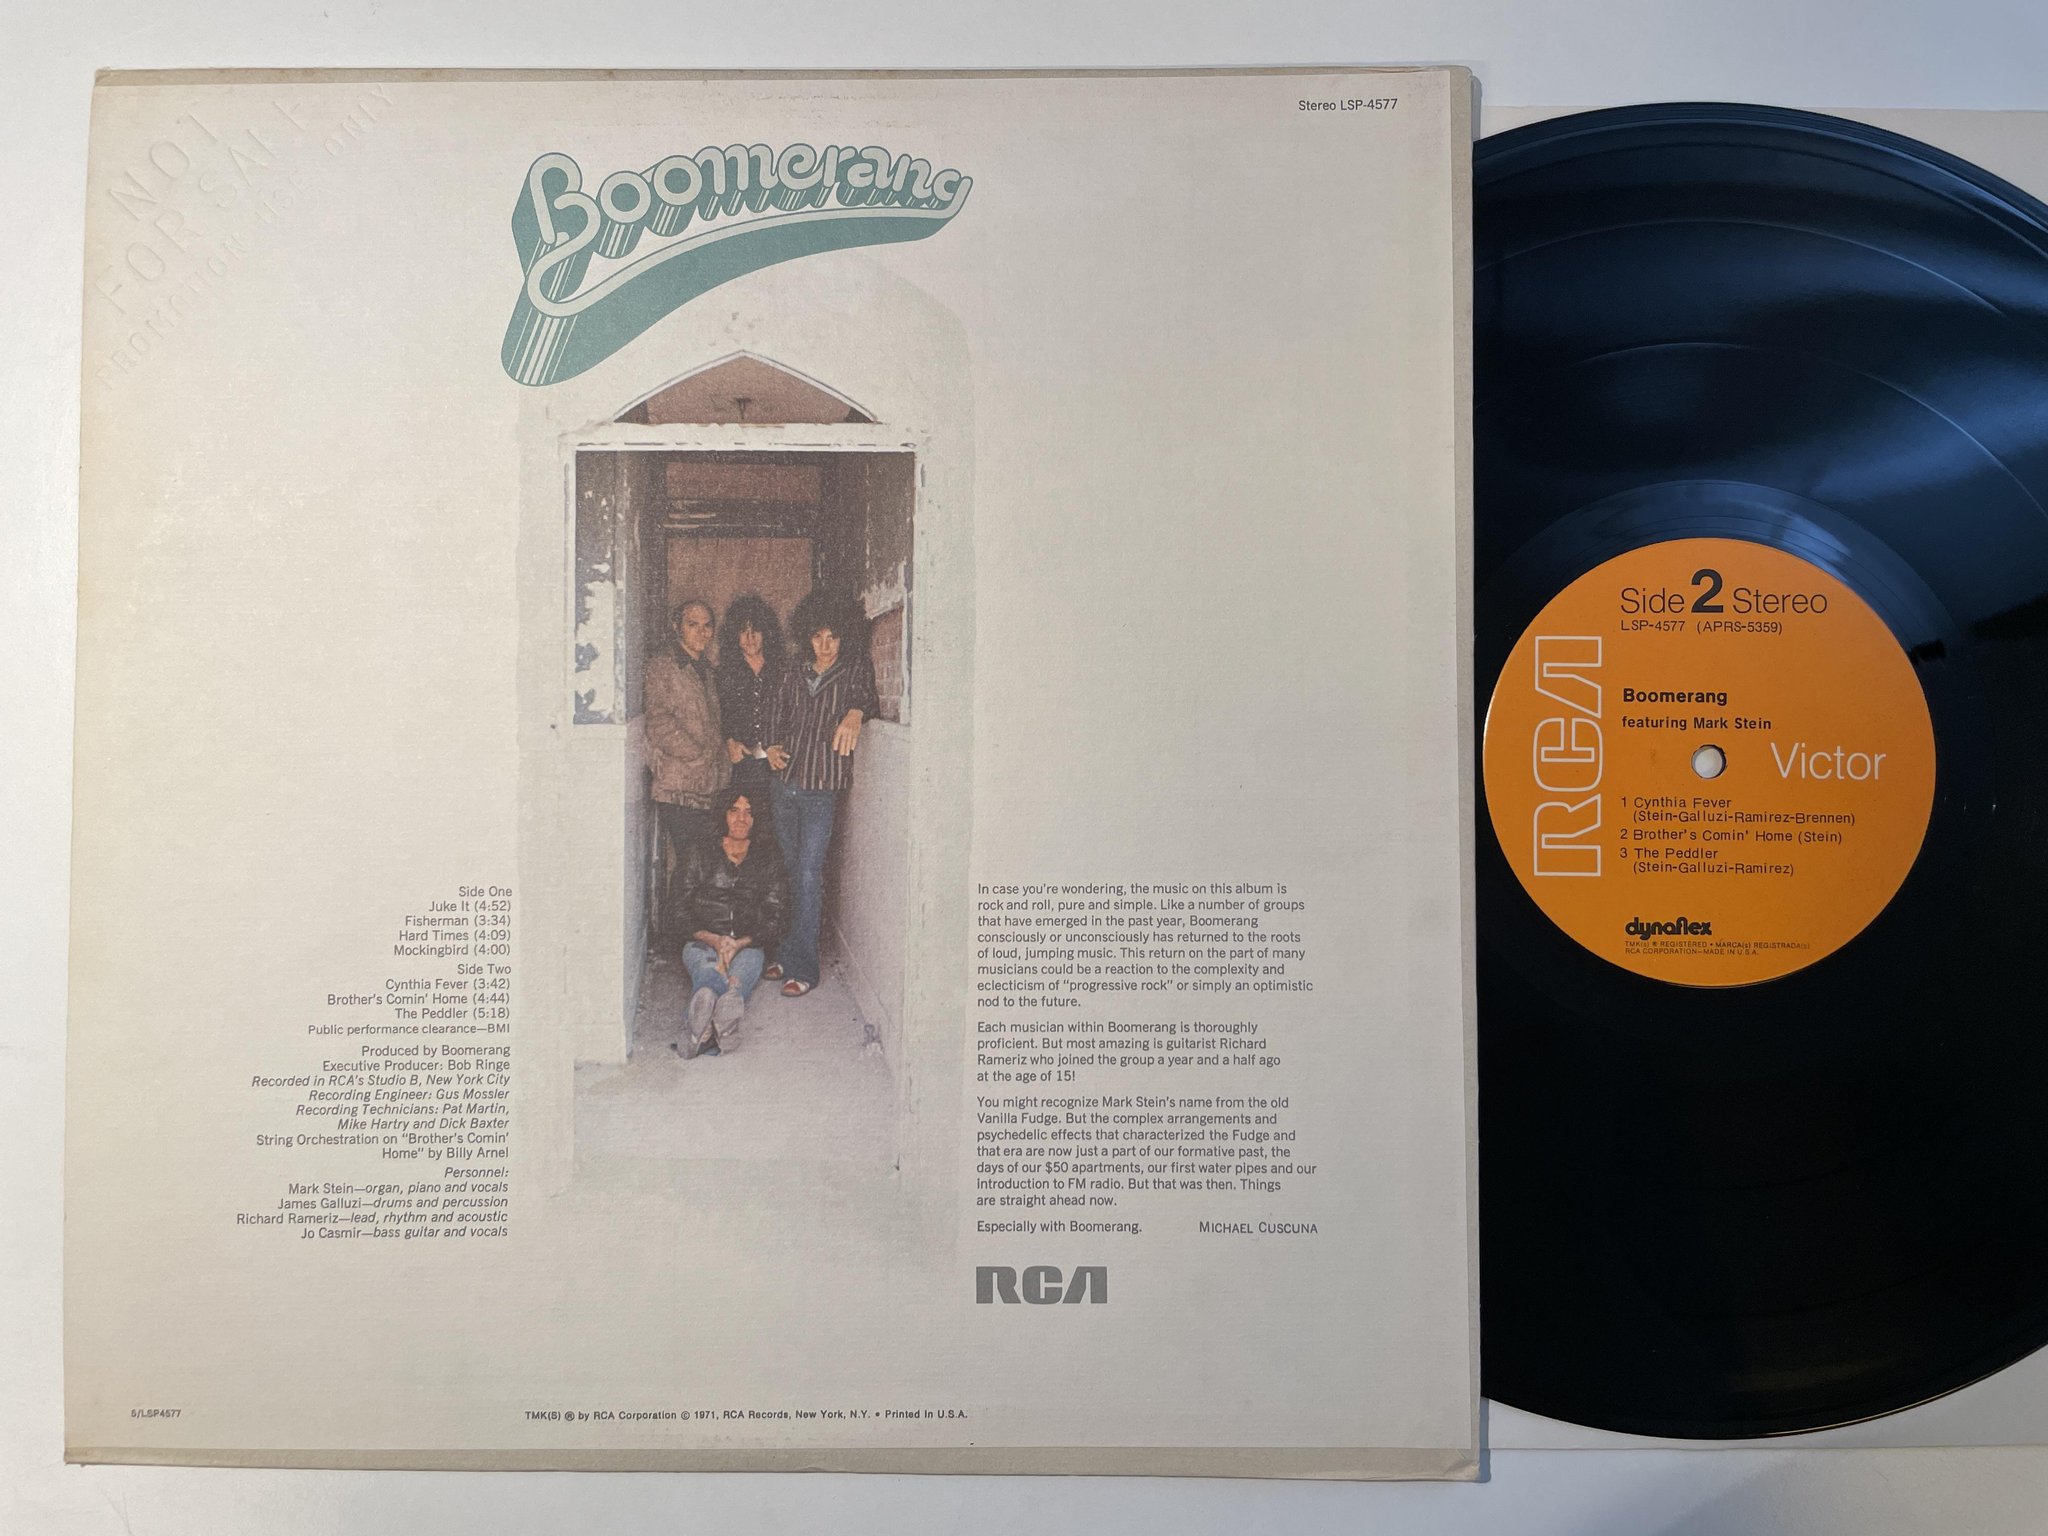 NOT
FOR SALE
PROMOTION USE ONLY
Stereo LSP-4577
Boomerang
Side One
Juke It (4:52)
Fisherman (3:34)
Hard Times (4:09)
Mockingbird (4:00)
Side Two
Cynthia Fever (3:42)
Brother's Comin' Home (4:44)
The Peddler (5:18)
Public performance clearance—BMI
Produced by Boomerang
Executive Producer: Bob Ringe
Recorded in RCA's Studio B, New York City
Recording Engineer: Gus Mossler
Recording Technicians: Pat Martin,
Mike Hartry and Dick Baxter
String Orchestration on "Brother's Comin'
Home" by Billy Arnel
Personnel:
Mark Stein—organ, piano and vocals
James Galluzi—drums and percussion
Richard Rameriz—lead, rhythm and acoustic
Jo Casmir—bass guitar and vocals
In case you're wondering, the music on this album is
rock and roll, pure and simple. Like a number of groups
that have emerged in the past year, Boomerang
consciously or unconsciously has returned to the roots
of loud, jumping music. This return on the part of many
musicians could be a reaction to the complexity and
eclecticism of "progressive rock" or simply an optimistic
nod to the future.
Each musician within Boomerang is thoroughly
proficient. But most amazing is guitarist Richard
Rameriz who joined the group a year and a half ago
at the age of 15!
You might recognize Mark Stein's name from the old
Vanilla Fudge. But the complex arrangements and
psychedelic effects that characterized the Fudge and
that era are now just a part of our formative past, the
days of our $50 apartments, our first water pipes and our
introduction to FM radio. But that was then. Things
are straight ahead now.
Especially with Boomerang. MICHAEL CUSCUNA
RCA
5/LSP4577
TMK(S) ® by RCA Corporation © 1971, RCA Records, New York, N.Y. • Printed In U.S.A.
Side 2 Stereo
LSP-4577 (APRS-5359)
RCA
Boomerang
featuring Mark Stein
Victor
1 Cynthia Fever
(Stein-Galluzi-Ramirez-Brennen)
2 Brother's Comin' Home (Stein)
3 The Peddler
(Stein-Galluzi-Ramirez)
dynaflex
TMK(s) ® REGISTERED • MARCA(s) REGISTRADA(s)
RCA CORPORATION—MADE IN U.S.A.